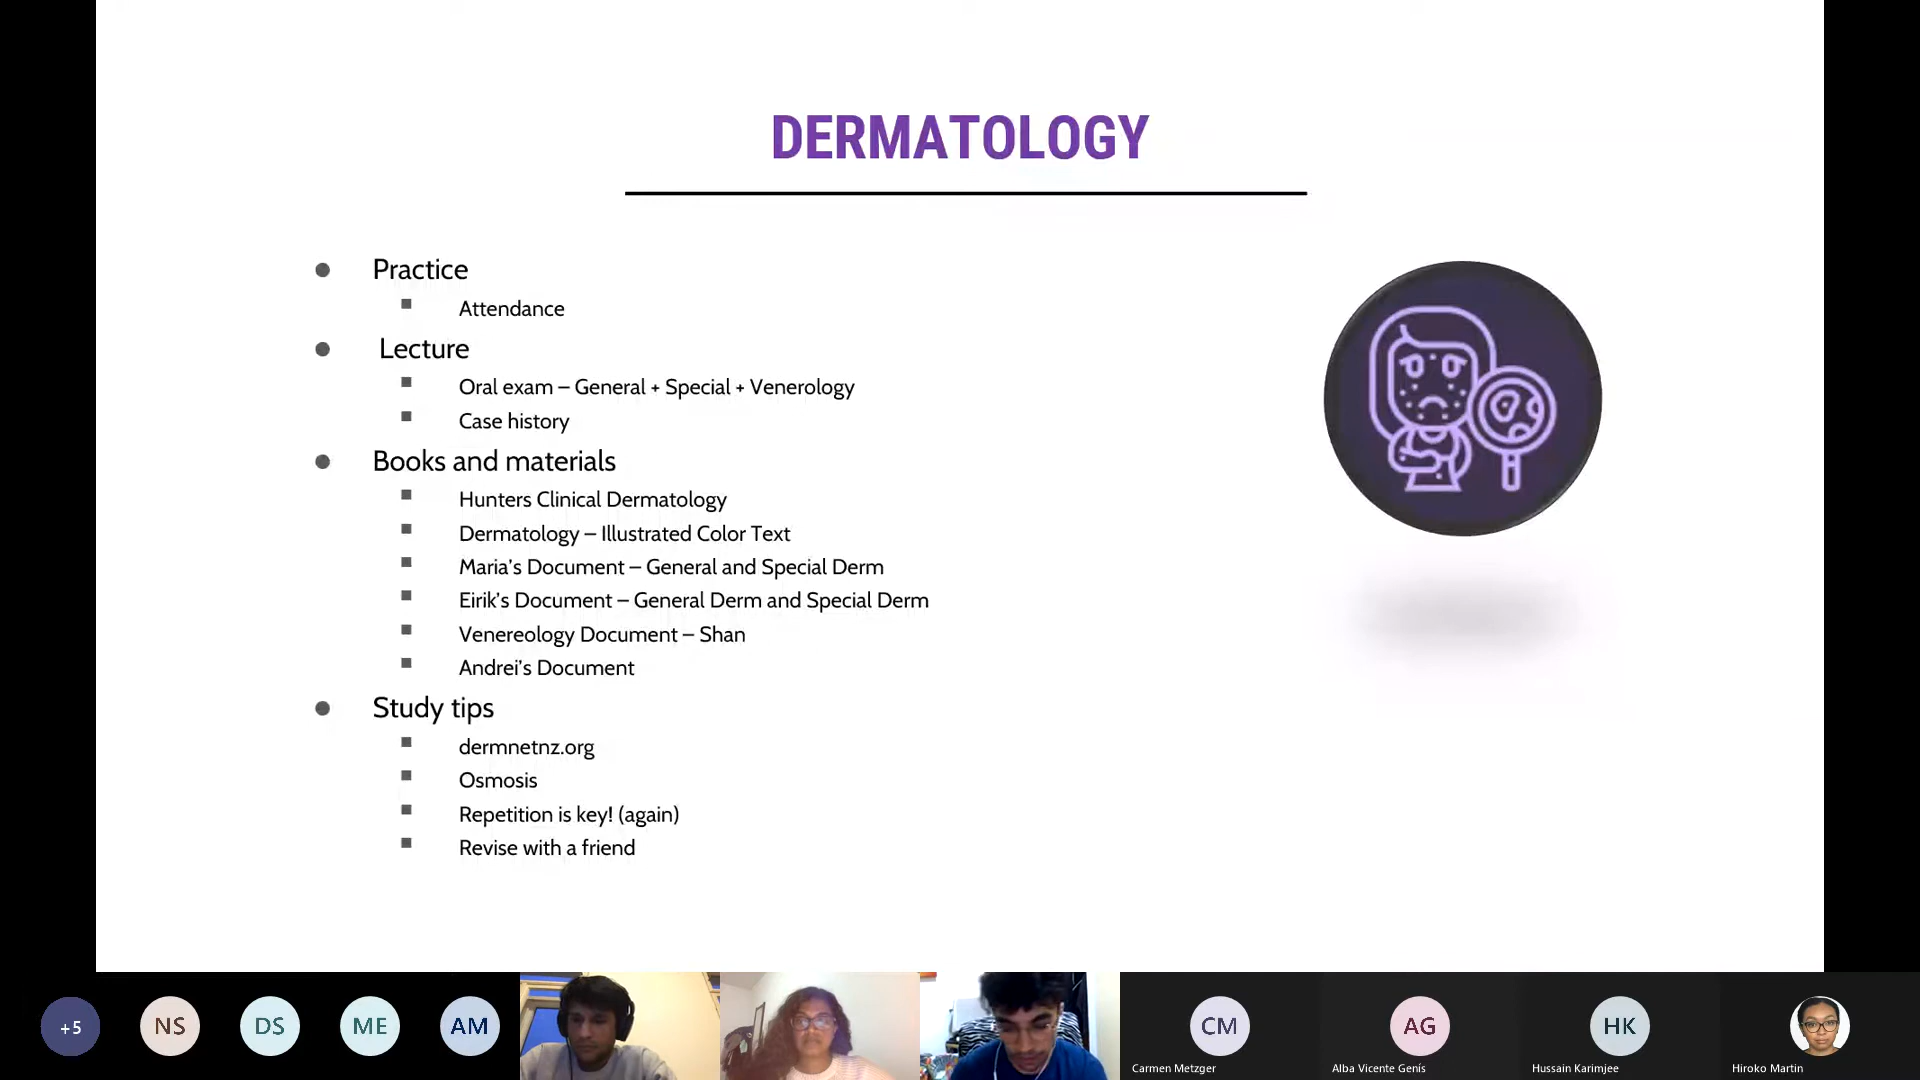 DERMATOLOGY
Practice
Attendance
Lecture
Oral exam – General + Special + Venerology
Case history
Books and materials
Hunters Clinical Dermatology
Dermatology – Illustrated Color Text
Maria's Document – General and Special Derm
Eirik's Document – General Derm and Special Derm
Venereology Document – Shan
Andrei's Document
Study tips
dermnetnz.org
Osmosis
Repetition is key! (again)
Revise with a friend
+5
NS
DS
ME
AM
CM
AG
HK
Carmen Metzger
Alba Vicente Genís
Hussain Karimjee
Hiroko Martin